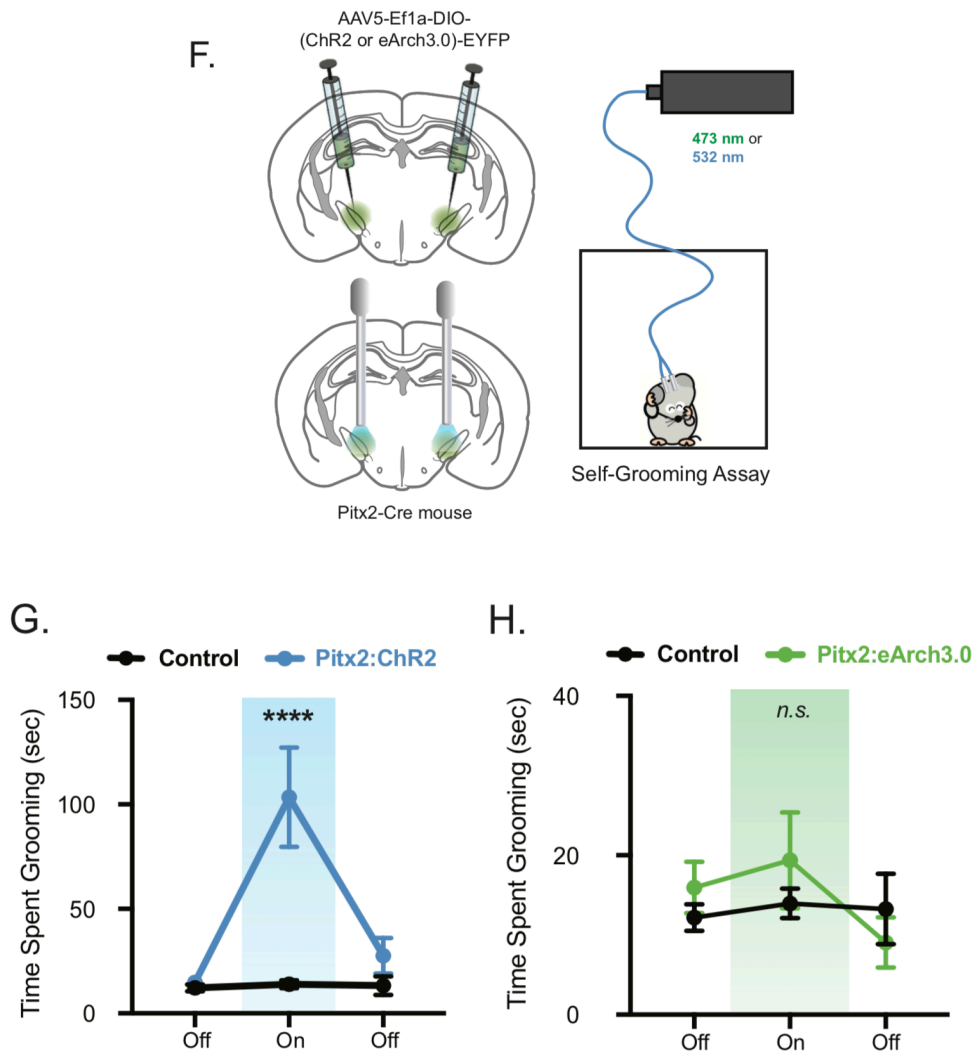 F.
AAV5-Ef1a-DIO-
(ChR2 or eArch3.0)-EYFP
473 nm or
532 nm
Self-Grooming Assay
Pitx2-Cre mouse
G.
Control
Pitx2:ChR2
Time Spent Grooming (sec)
150
100
50
0
****
Off
On
Off
H.
Control
Pitx2:eArch3.0
Time Spent Grooming (sec)
40
20
0
n.s.
Off
On
Off